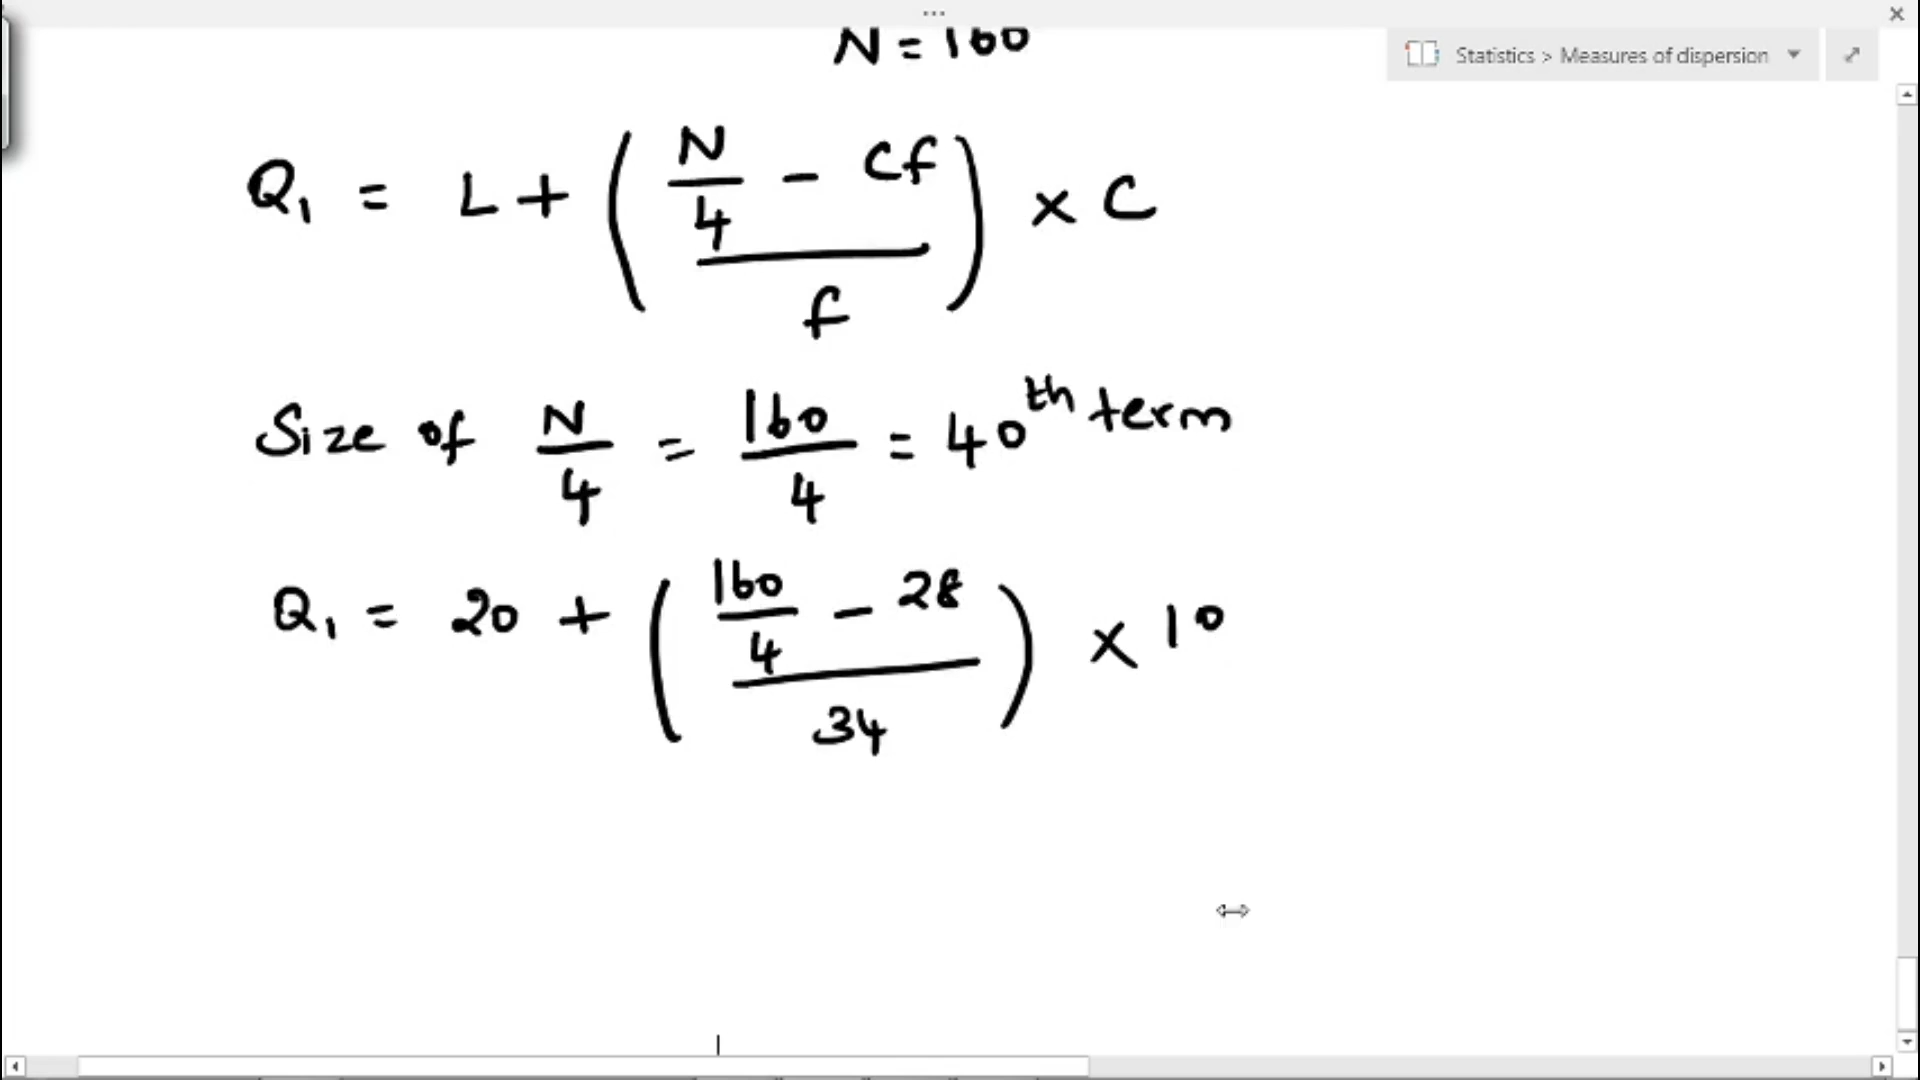 N = 160
Statistics > Measures of dispersion
Q₁ = L + ( (N/4 - Cf) / f ) × C
Size of N/4 = 160/4 = 40th term
Q₁ = 20 + ( (160/4 - 28) / 34 ) × 10